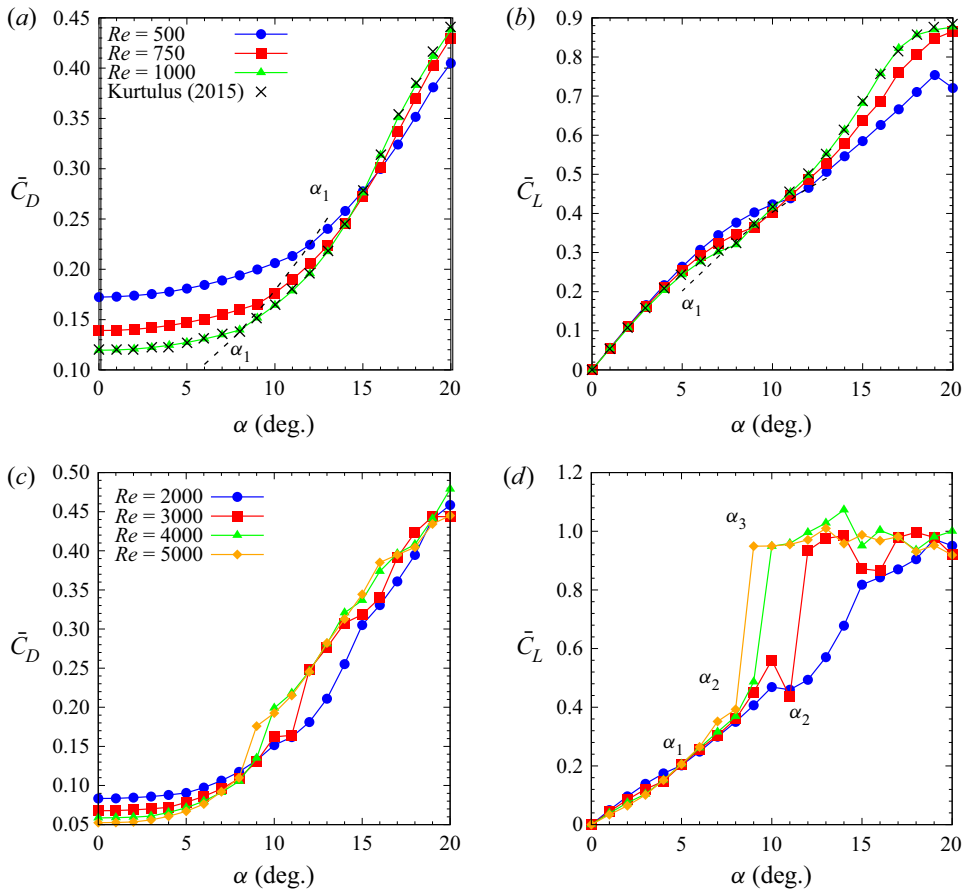 (a)
Re = 500
Re = 750
Re = 1000
Kurtulus (2015)
0.45
0.40
0.35
0.30
0.25
0.20
0.15
0.10
C̄_D
α₁
α₁
0 5 10 15 20
α (deg.)
(b)
0.9
0.8
0.7
0.6
0.5
0.4
0.3
0.2
0.1
0
C̄_L
α₁
0 5 10 15 20
α (deg.)
(c)
Re = 2000
Re = 3000
Re = 4000
Re = 5000
0.50
0.45
0.40
0.35
0.30
0.25
0.20
0.15
0.10
0.05
C̄_D
0 5 10 15 20
α (deg.)
(d)
1.2
1.0
0.8
0.6
0.4
0.2
0
C̄_L
α₃
α₂
α₂
α₁
0 5 10 15 20
α (deg.)